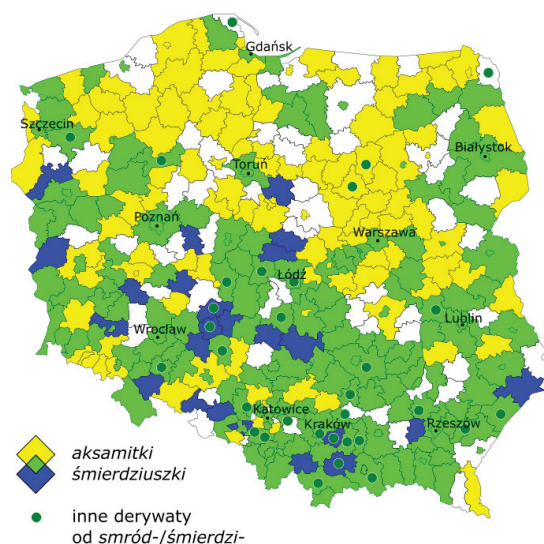 Gdańsk
Szczecin
Białystok
Toruń
Poznań
Warszawa
Łódź
Lublin
Wrocław
Katowice
Kraków
Rzeszów
aksamitki
śmierdziuszki
inne derywaty
od smród-/śmierdzi-